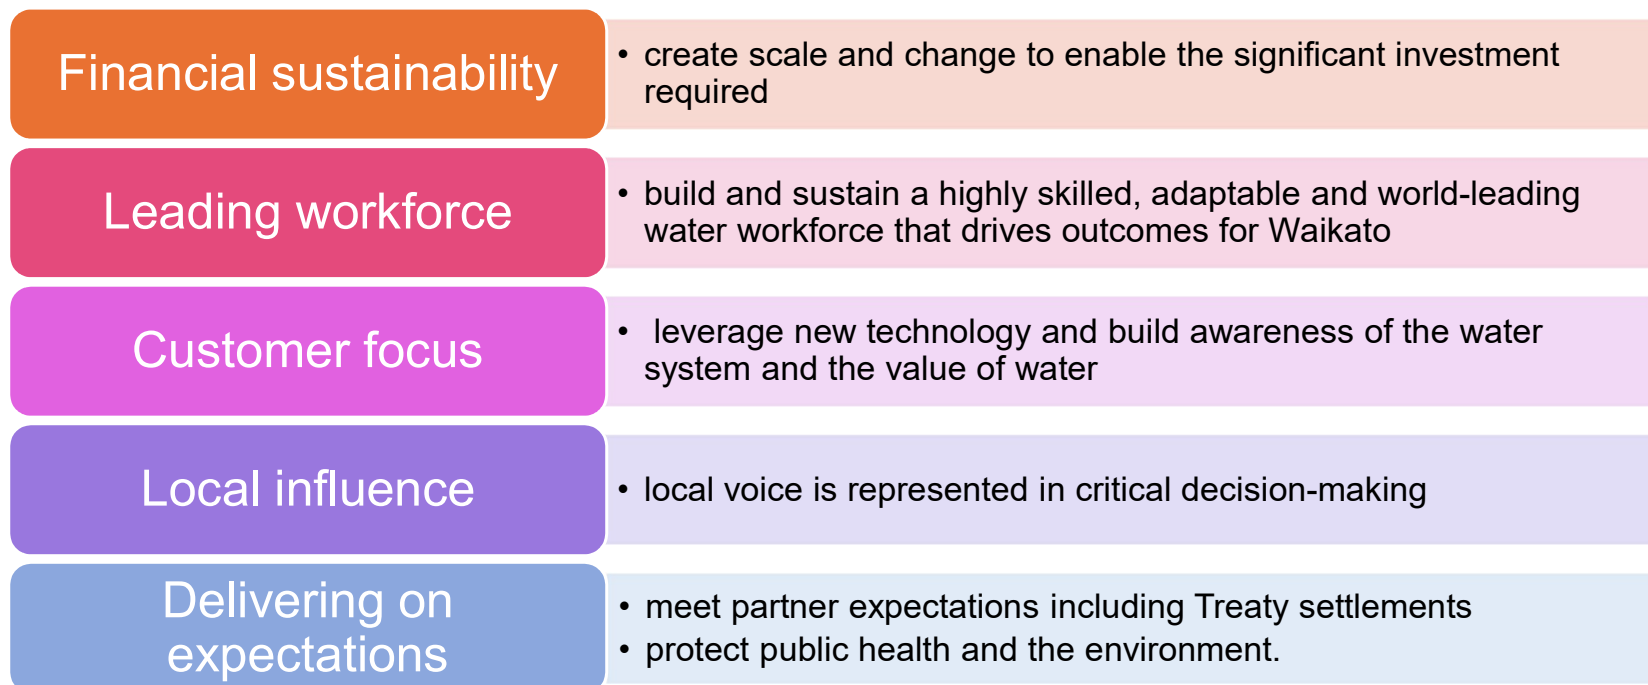 Financial sustainability
• create scale and change to enable the significant investment
required
Leading workforce
• build and sustain a highly skilled, adaptable and world-leading
water workforce that drives outcomes for Waikato
Customer focus
• leverage new technology and build awareness of the water
system and the value of water
Local influence
• local voice is represented in critical decision-making
Delivering on
expectations
• meet partner expectations including Treaty settlements
• protect public health and the environment.